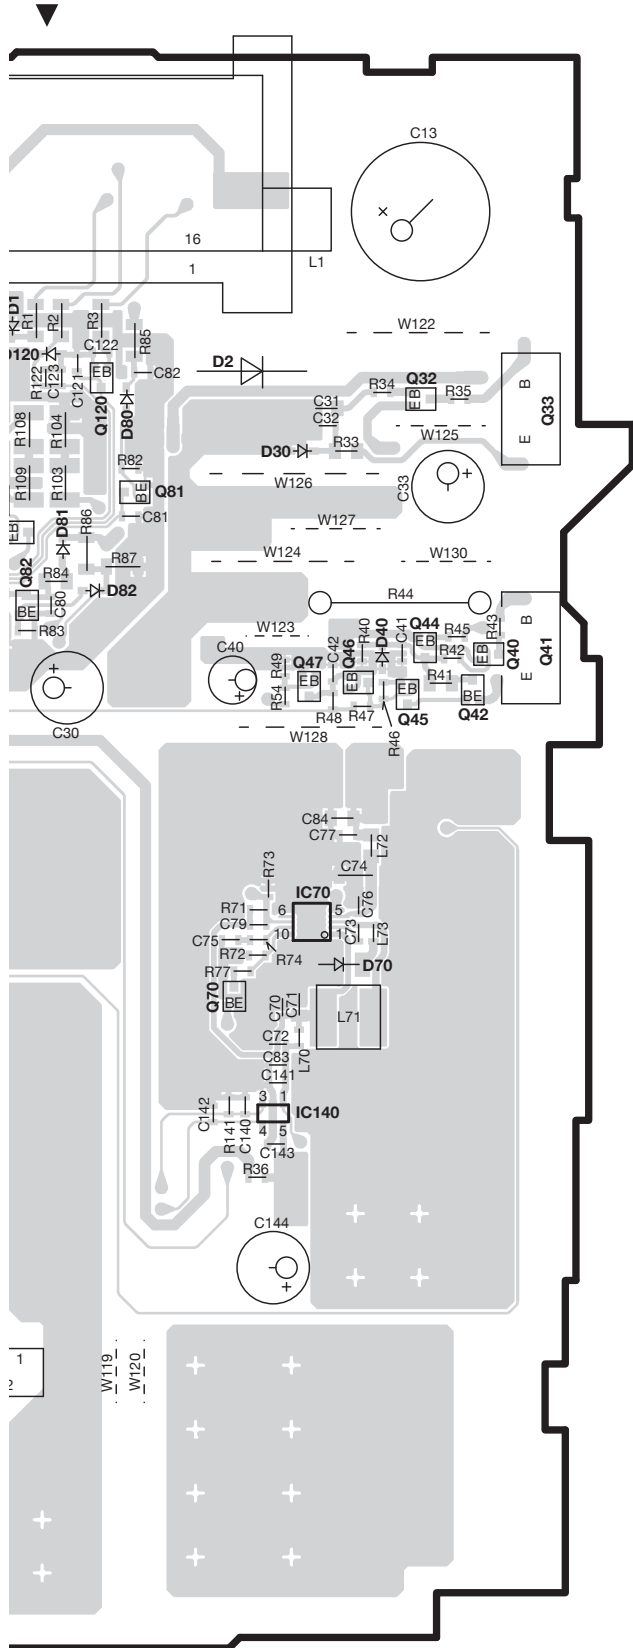 C13
16
1
L1
D1
R1
R2
R3
R85
W122
D120
C122
R122
C123
C121
EB
Q120
D80
C82
D2
R34
Q32
R35
EB
C31
C32
B
E
Q33
W125
R108
R104
R82
D30
R33
W126
C33
R109
R103
BE
Q81
C81
W127
EB
D81
R86
R87
W124
W130
Q82
R84
D82
BE
C80
R83
R44
W123
C40
R49
R54
Q47
EB
C42
Q46
EB
R40
D40
C41
Q44
EB
R45
R42
R43
EB
Q40
B
E
Q41
C30
R48
R47
R46
EB
Q45
R41
BE
Q42
W128
C84
C77
L72
C74
R73
IC70
C76
R71
6
5
C79
C75
10
1
C73
L73
R72
R74
R77
D70
Q70
BE
C70
C71
L71
C72
L70
C83
C141
3
1
IC140
C142
R141
C140
4
5
C143
R36
C144
1
2
W119
W120